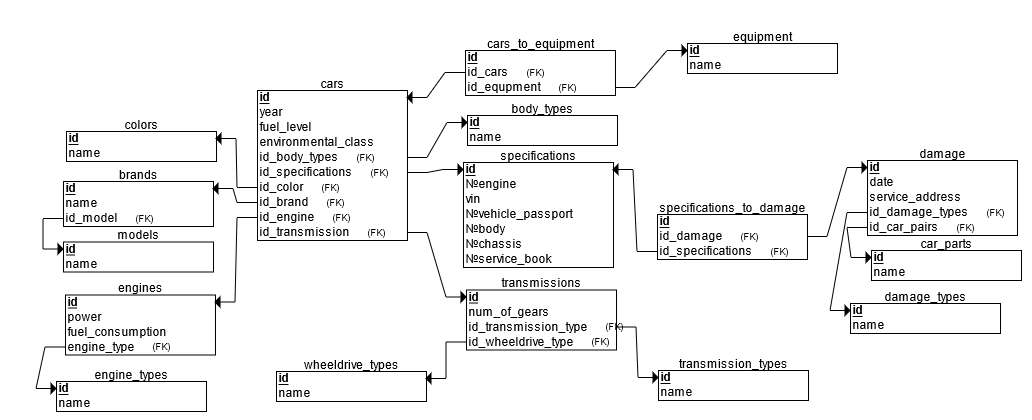 cars_to_equipment
id
id_cars (FK)
id_equpment (FK)
equipment
id
name
cars
id
year
fuel_level
environmental_class
id_body_types (FK)
id_specifications (FK)
id_color (FK)
id_brand (FK)
id_engine (FK)
id_transmission (FK)
body_types
id
name
colors
id
name
brands
id
name
id_model (FK)
models
id
name
specifications
id
№engine
vin
№vehicle_passport
№body
№chassis
№service_book
specifications_to_damage
id
id_damage (FK)
id_specifications (FK)
damage
id
date
service_address
id_damage_types (FK)
id_car_pairs (FK)
car_parts
id
name
damage_types
id
name
engines
id
power
fuel_consumption
engine_type (FK)
engine_types
id
name
transmissions
id
num_of_gears
id_transmission_type (FK)
id_wheeldrive_type (FK)
wheeldrive_types
id
name
transmission_types
id
name